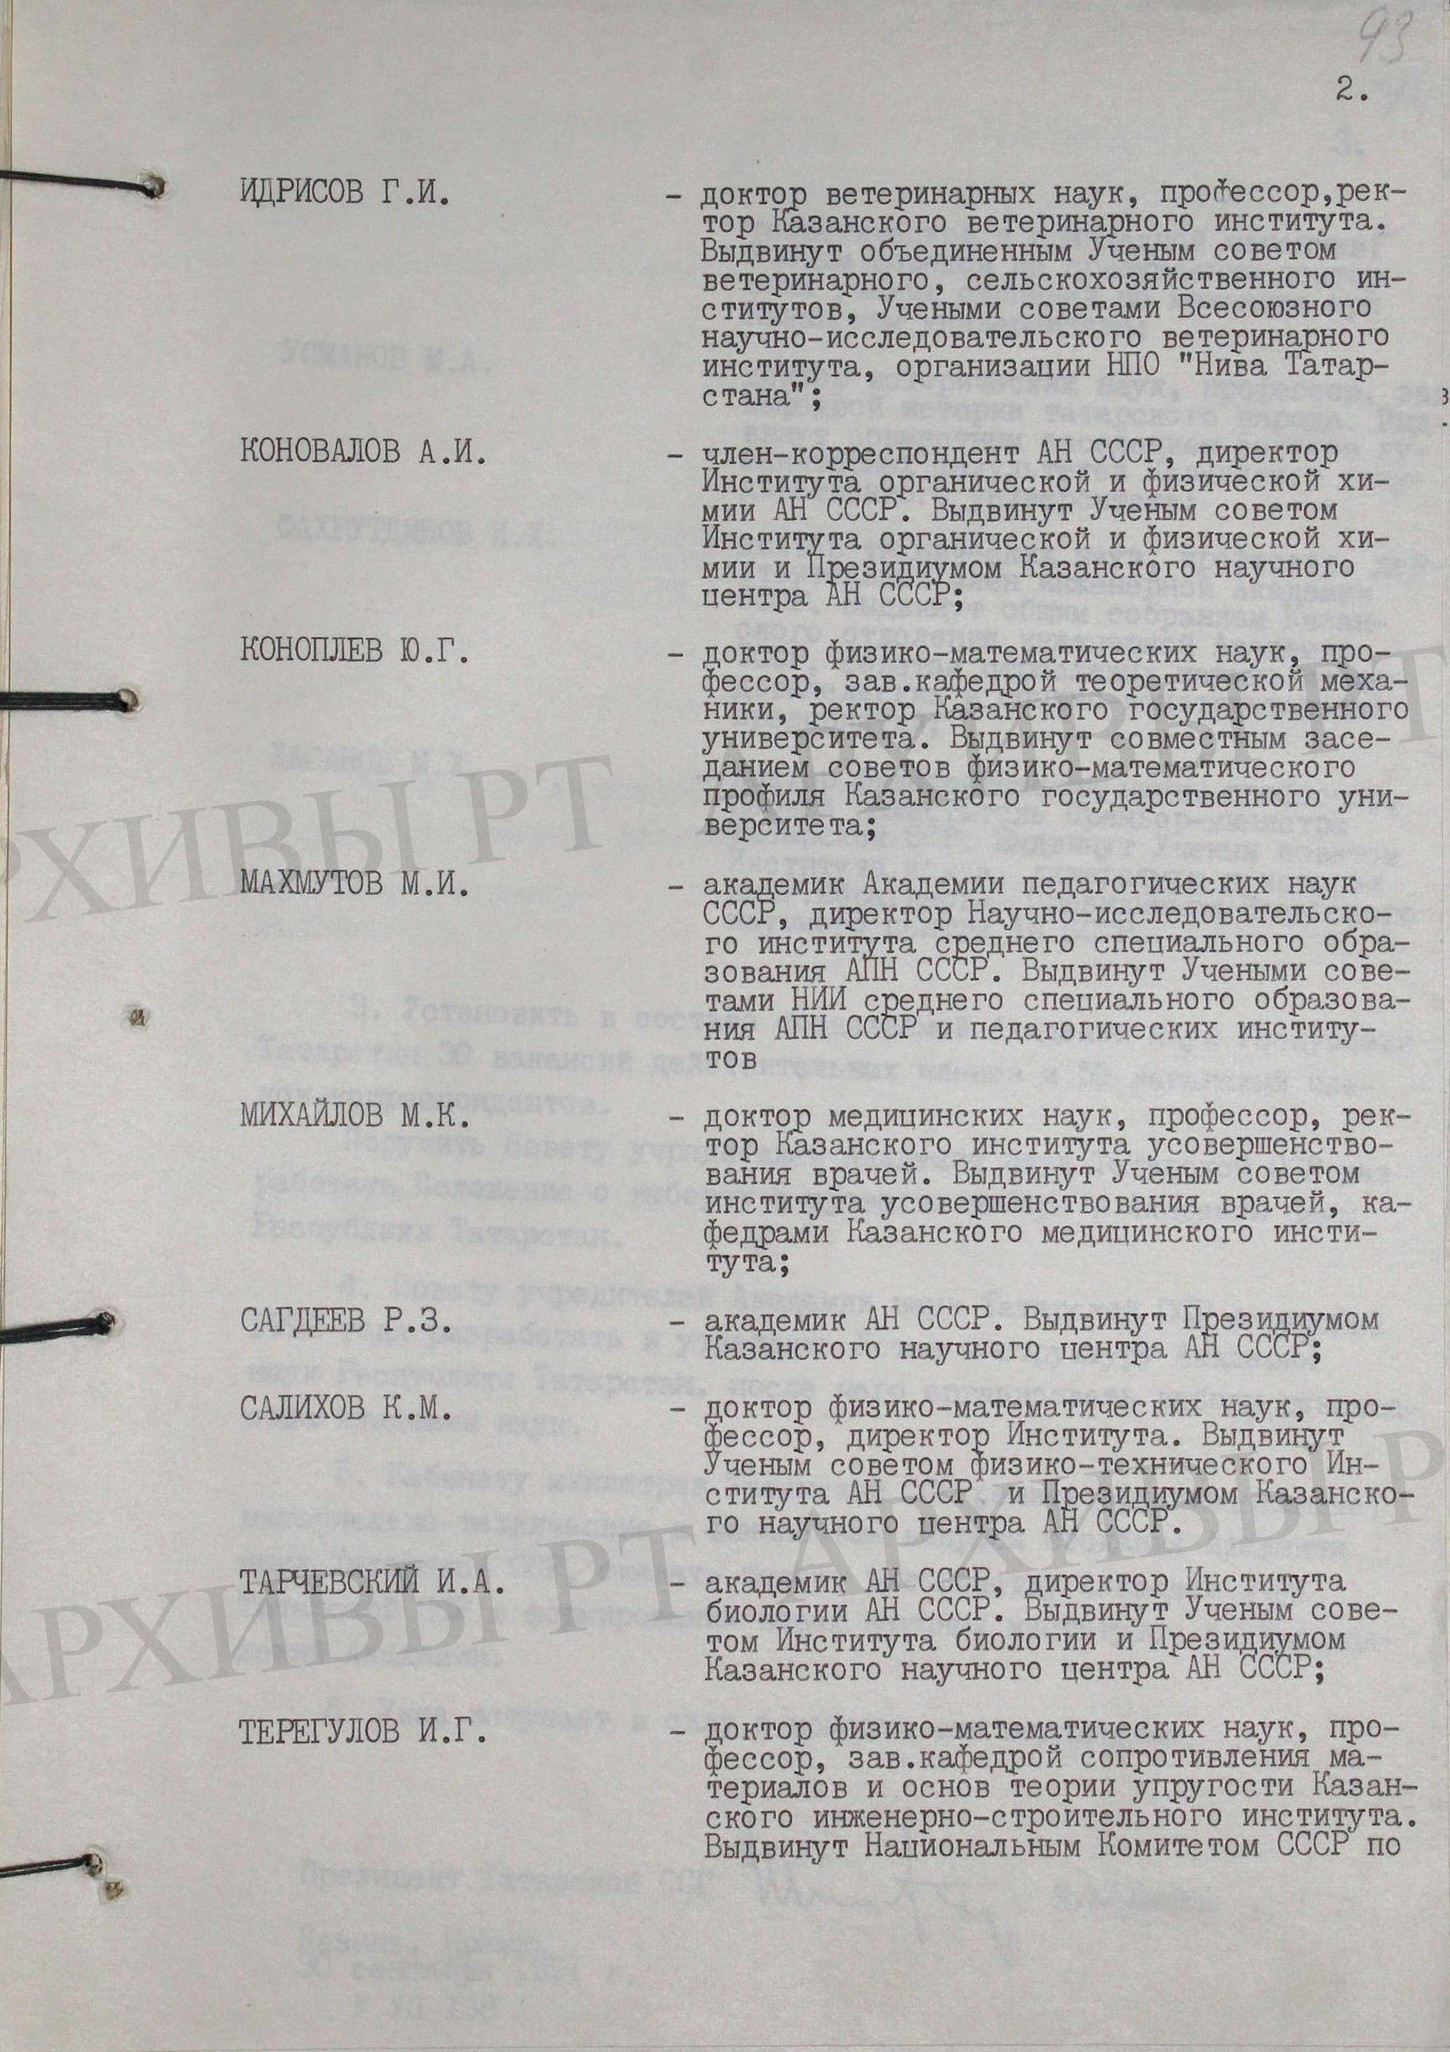 93
2.
ИДРИСОВ Г.И. - доктор ветеринарных наук, профессор,рек-
тор Казанского ветеринарного института.
Выдвинут объединенным Ученым советом
ветеринарного, сельскохозяйственного ин-
ститутов, Учеными советами Всесоюзного
научно-исследовательского ветеринарного
института, организации НПО "Нива Татар-
стана";
КОНОВАЛОВ А.И. - член-корреспондент АН СССР, директор
Института органической и физической хи-
мии АН СССР. Выдвинут Ученым советом
Института органической и физической хи-
мии и Президиумом Казанского научного
центра АН СССР;
КОНОПЛЕВ Ю.Г. - доктор физико-математических наук, про-
фессор, зав.кафедрой теоретической меха-
ники, ректор Казанского государственного
университета. Выдвинут совместным засе-
данием советов физико-математического
профиля Казанского государственного уни-
верситета;
МАХМУТОВ М.И. - академик Академии педагогических наук
СССР, директор Научно-исследовательско-
го института среднего специального обра-
зования АПН СССР. Выдвинут Учеными сове-
тами НИИ среднего специального образова-
ния АПН СССР и педагогических институ-
тов
МИХАЙЛОВ М.К. - доктор медицинских наук, профессор, рек-
тор Казанского института усовершенство-
вания врачей. Выдвинут Ученым советом
института усовершенствования врачей, ка-
федрами Казанского медицинского инсти-
тута;
САГДЕЕВ Р.З. - академик АН СССР. Выдвинут Президиумом
Казанского научного центра АН СССР;
САЛИХОВ К.М. - доктор физико-математических наук, про-
фессор, директор Института. Выдвинут
Ученым советом физико-технического Ин-
ститута АН СССР и Президиумом Казанско-
го научного центра АН СССР.
ТАРЧЕВСКИЙ И.А. - академик АН СССР, директор Института
биологии АН СССР. Выдвинут Ученым сове-
том Института биологии и Президиумом
Казанского научного центра АН СССР;
ТЕРЕГУЛОВ И.Г. - доктор физико-математических наук, про-
фессор, зав.кафедрой сопротивления ма-
териалов и основ теории упругости Казан-
ского инженерно-строительного института.
Выдвинут Национальным Комитетом СССР по
АРХИВЫ РТ АРХИВЫ РТ
АРХИВЫ РТ АРХИВЫ Р